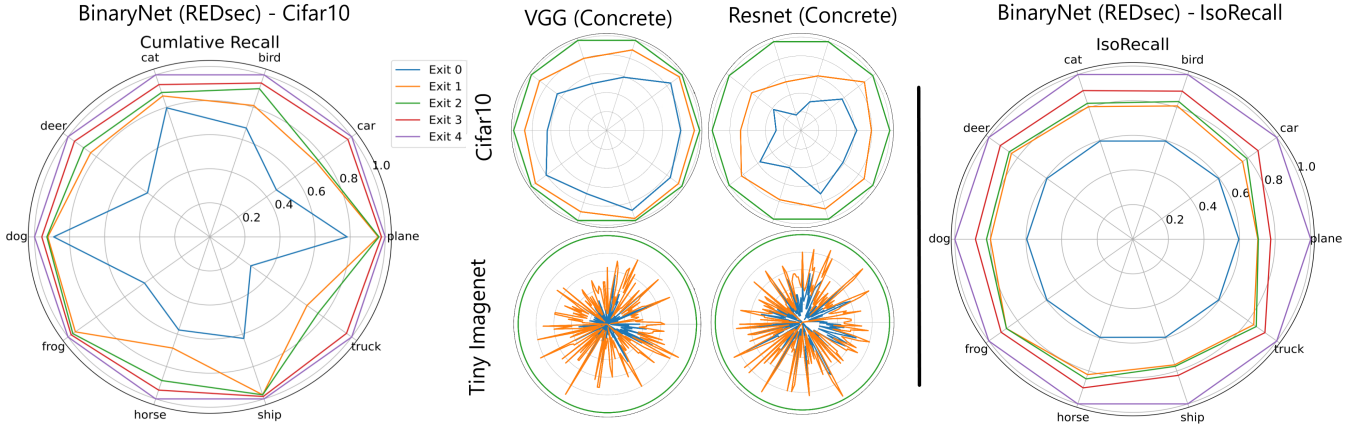 BinaryNet (REDsec) - Cifar10
Cumlative Recall
cat
bird
deer
car
dog
plane
frog
truck
horse
ship
0.2
0.4
0.6
0.8
1.0
Exit 0
Exit 1
Exit 2
Exit 3
Exit 4
VGG (Concrete)
Resnet (Concrete)
Cifar10
Tiny Imagenet
BinaryNet (REDsec) - IsoRecall
IsoRecall
cat
bird
deer
car
dog
plane
frog
truck
horse
ship
0.2
0.4
0.6
0.8
1.0